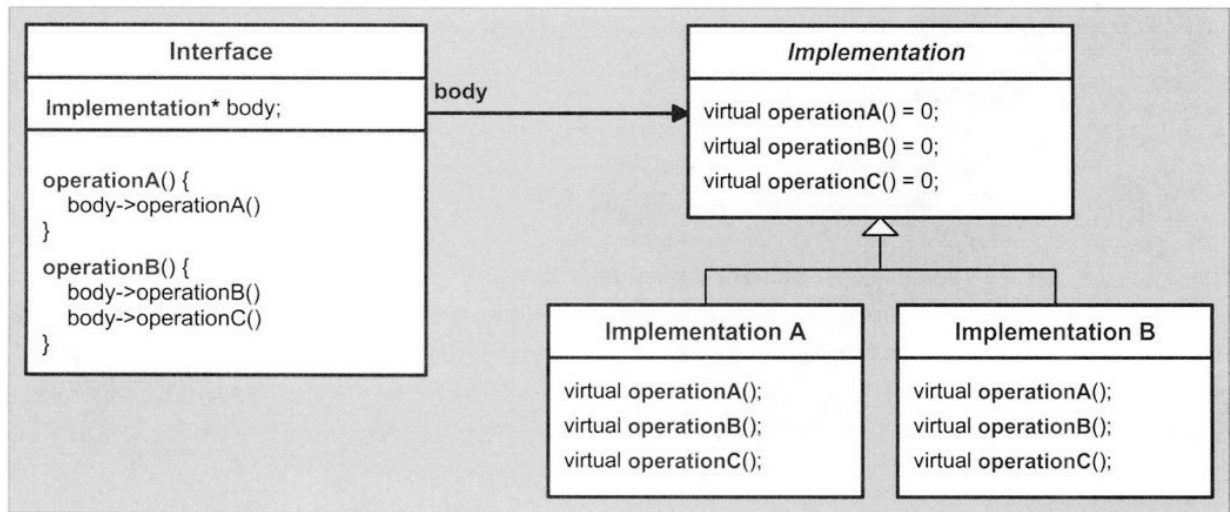 Interface
Implementation* body;
operationA() {
body->operationA()
}
operationB() {
body->operationB()
body->operationC()
}
body
Implementation
virtual operationA() = 0;
virtual operationB() = 0;
virtual operationC() = 0;
Implementation A
virtual operationA();
virtual operationB();
virtual operationC();
Implementation B
virtual operationA();
virtual operationB();
virtual operationC();